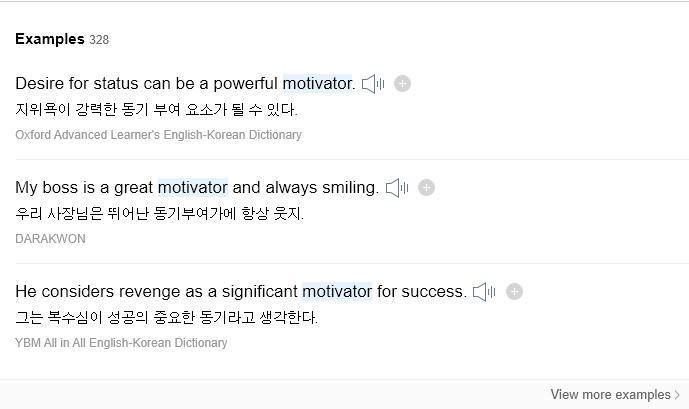 Examples 328
Desire for status can be a powerful motivator.
지위욕이 강력한 동기 부여 요소가 될 수 있다.
Oxford Advanced Learner's English-Korean Dictionary
My boss is a great motivator and always smiling.
우리 사장님은 뛰어난 동기부여가에 항상 웃지.
DARAKWON
He considers revenge as a significant motivator for success.
그는 복수심이 성공의 중요한 동기라고 생각한다.
YBM All in All English-Korean Dictionary
View more examples